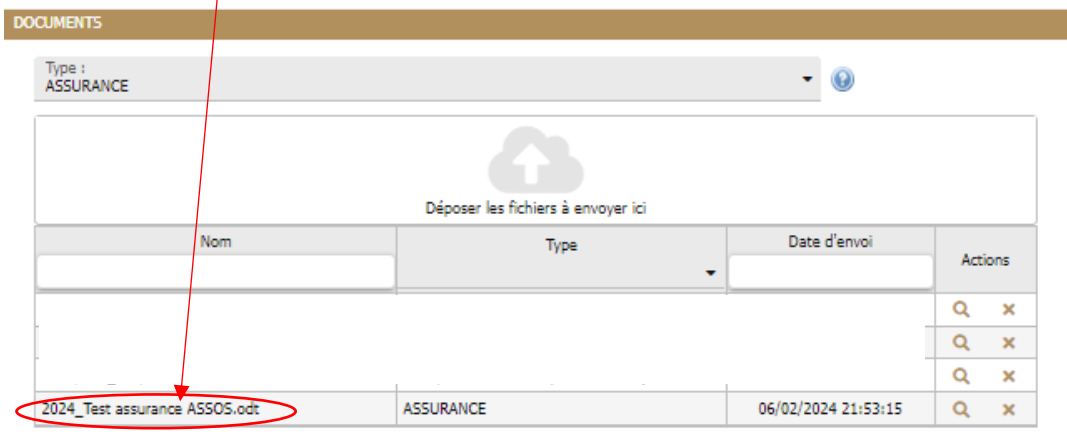 DOCUMENTS
Type :
ASSURANCE
Déposer les fichiers à envoyer ici
Nom Type Date d'envoi Actions
2024_Test assurance ASSOS.odt ASSURANCE 06/02/2024 21:53:15